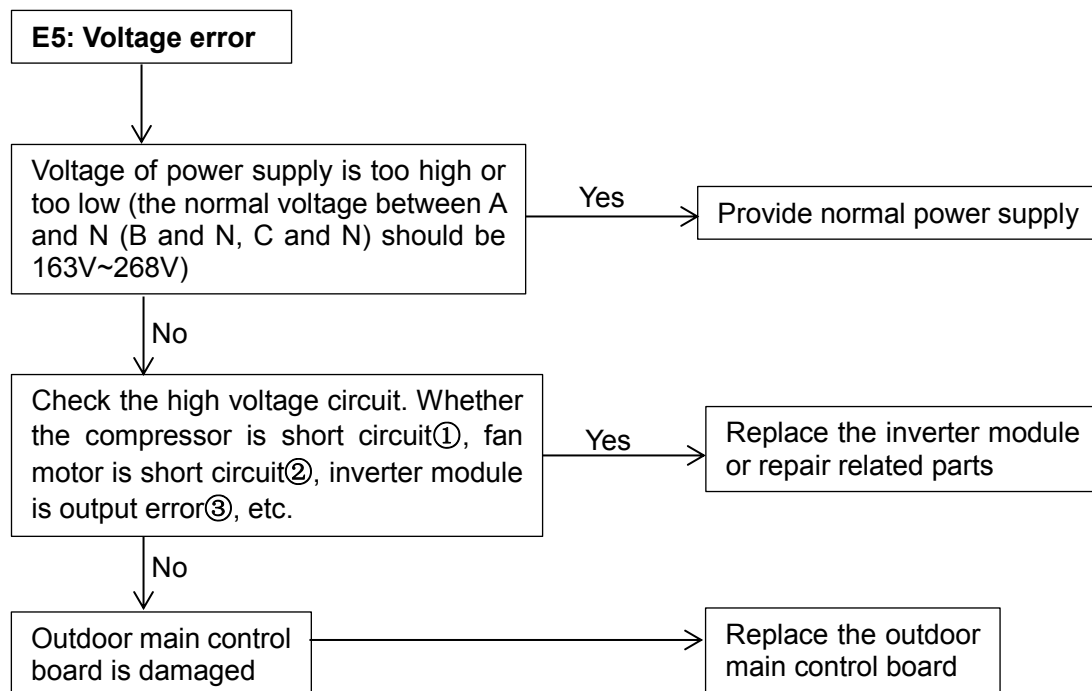 E5: Voltage error
Voltage of power supply is too high or
too low (the normal voltage between A
and N (B and N, C and N) should be
163V~268V)
Yes
Provide normal power supply
No
Check the high voltage circuit. Whether
the compressor is short circuit①, fan
motor is short circuit②, inverter module
is output error③, etc.
Yes
Replace the inverter module
or repair related parts
No
Outdoor main control
board is damaged
Replace the outdoor
main control board